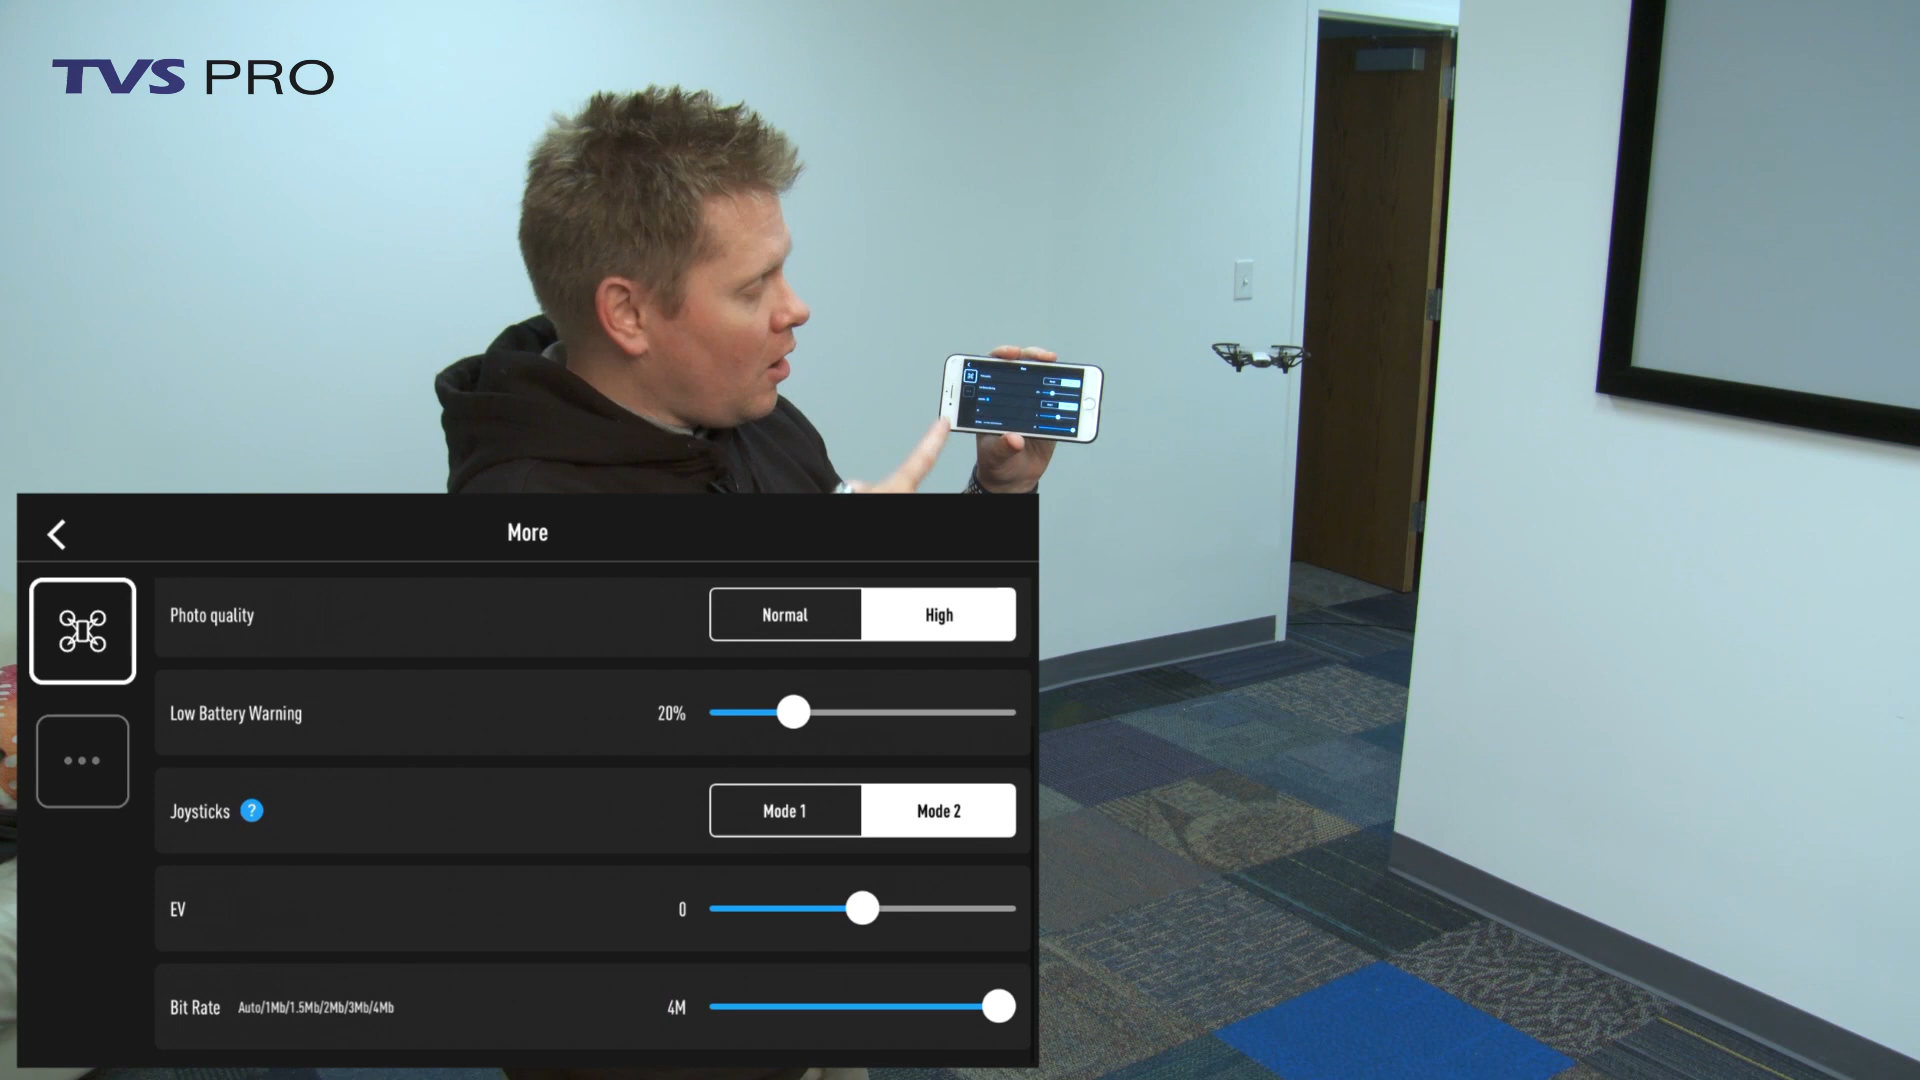 TVS PRO
More
Photo quality Normal High
Low Battery Warning 20%
Joysticks ? Mode 1 Mode 2
EV 0
Bit Rate Auto/1Mb/1.5Mb/2Mb/3Mb/4Mb 4M